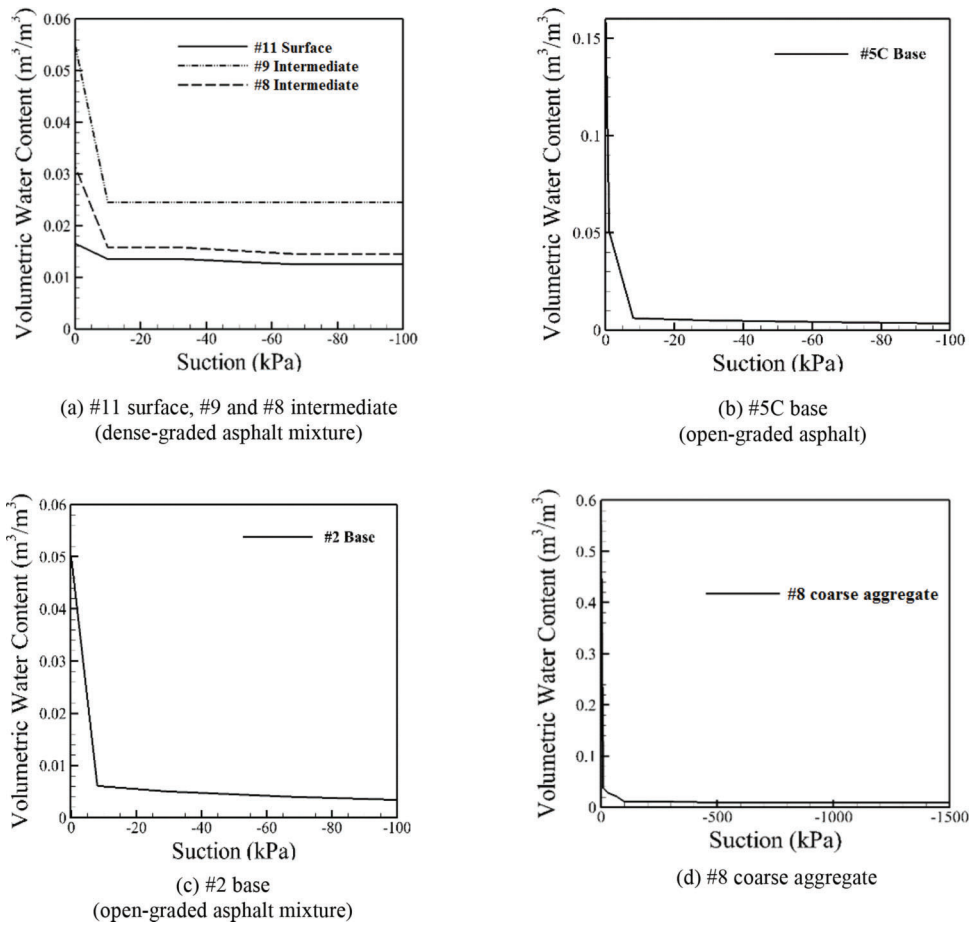 Volumetric Water Content (m³/m³)
0.06
0.05
0.04
0.03
0.02
0.01
0
#11 Surface
#9 Intermediate
#8 Intermediate
0 -20 -40 -60 -80 -100
Suction (kPa)
(a) #11 surface, #9 and #8 intermediate
(dense-graded asphalt mixture)
Volumetric Water Content (m³/m³)
0.15
0.1
0.05
0
#5C Base
0 -20 -40 -60 -80 -100
Suction (kPa)
(b) #5C base
(open-graded asphalt)
Volumetric Water Content (m³/m³)
0.06
0.05
0.04
0.03
0.02
0.01
0
#2 Base
0 -20 -40 -60 -80 -100
Suction (kPa)
(c) #2 base
(open-graded asphalt mixture)
Volumetric Water Content (m³/m³)
0.6
0.5
0.4
0.3
0.2
0.1
0
#8 coarse aggregate
0 -500 -1000 -1500
Suction (kPa)
(d) #8 coarse aggregate